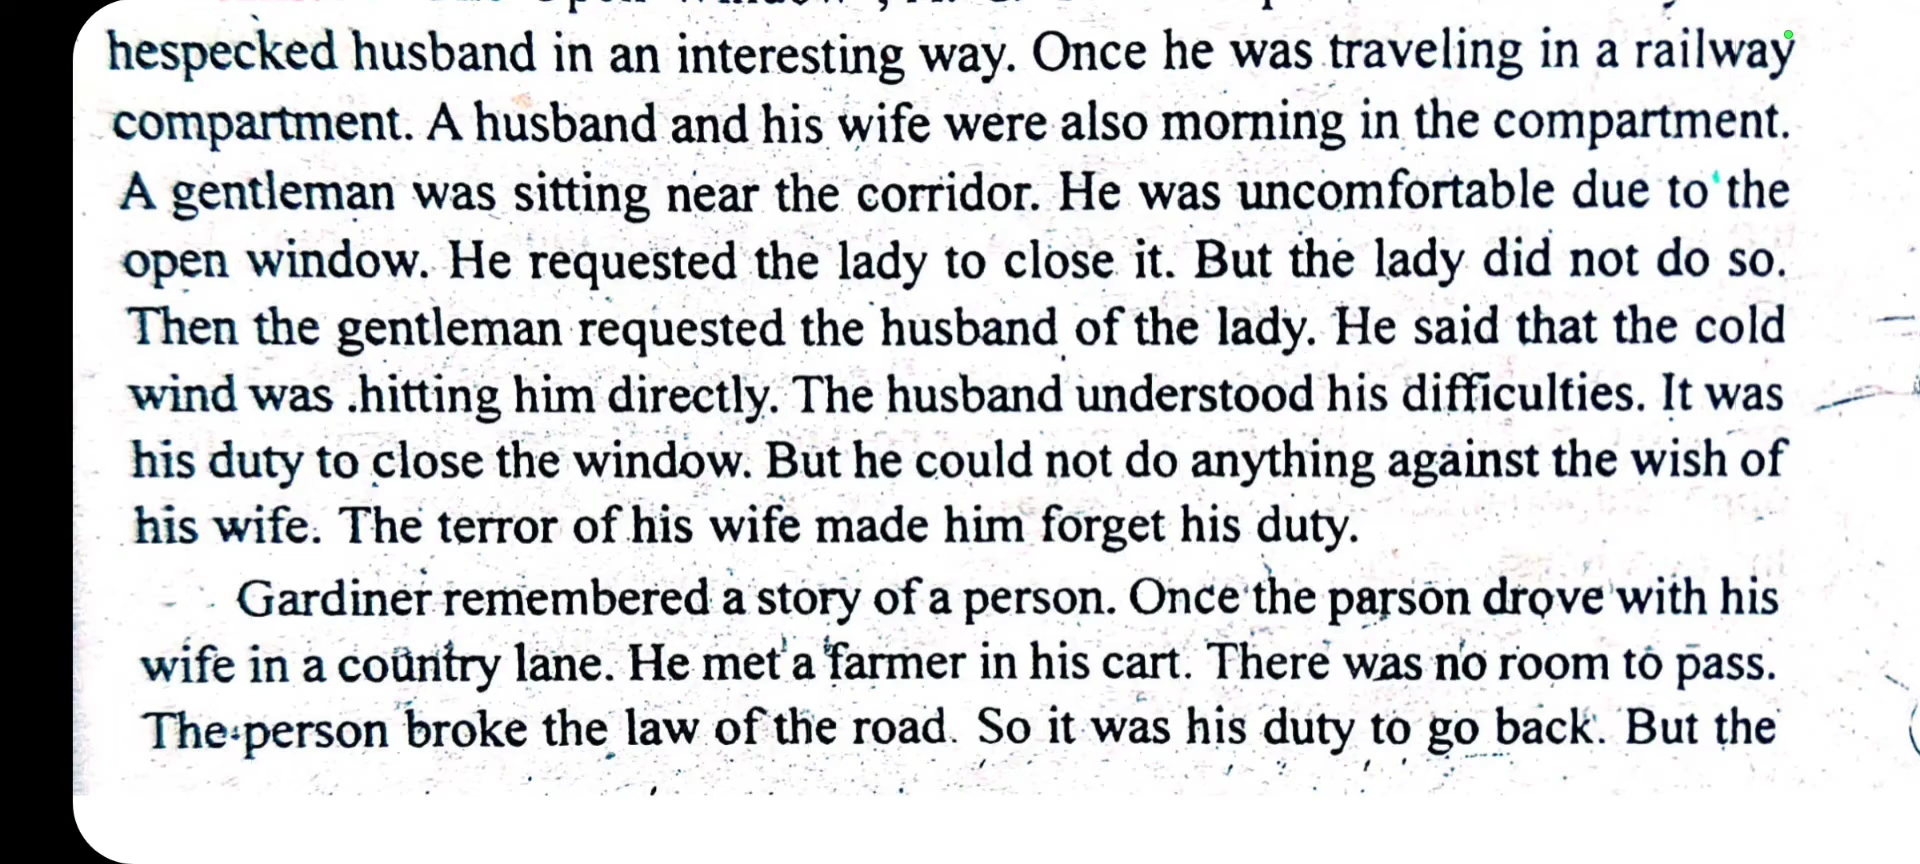 hespecked husband in an interesting way. Once he was traveling in a railway
compartment. A husband and his wife were also morning in the compartment.
A gentleman was sitting near the corridor. He was uncomfortable due to the
open window. He requested the lady to close it. But the lady did not do so.
Then the gentleman requested the husband of the lady. He said that the cold
wind was .hitting him directly. The husband understood his difficulties. It was
his duty to close the window. But he could not do anything against the wish of
his wife. The terror of his wife made him forget his duty.
Gardiner remembered a story of a person. Once the parson drove with his
wife in a country lane. He met a farmer in his cart. There was no room to pass.
The person broke the law of the road. So it was his duty to go back. But the